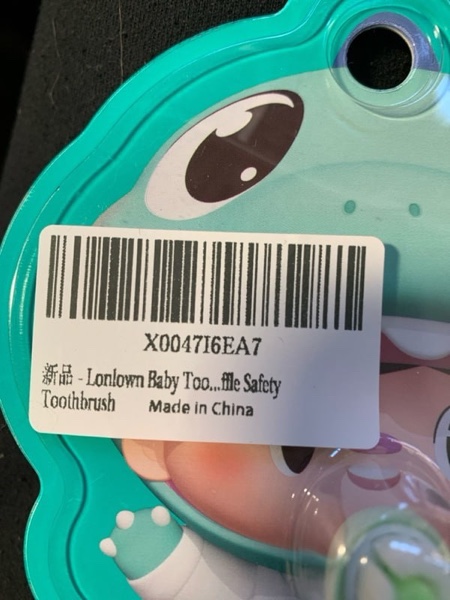 X0047I6EA7
新品 - Lonlown Baby Too...ffle Safety
Toothbrush Made in China